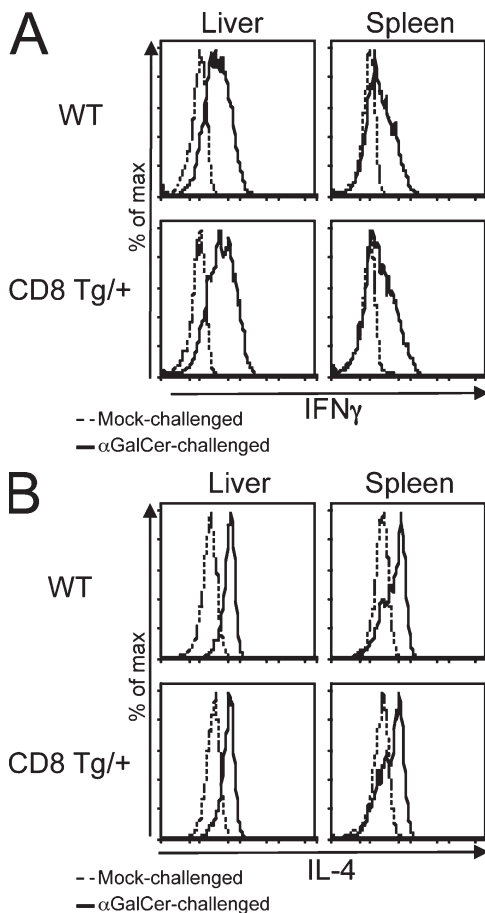 A
Liver Spleen
WT
CD8 Tg/+
% of max
IFNγ
-- Mock-challenged
— αGalCer-challenged
B
Liver Spleen
WT
CD8 Tg/+
% of max
IL-4
-- Mock-challenged
— αGalCer-challenged